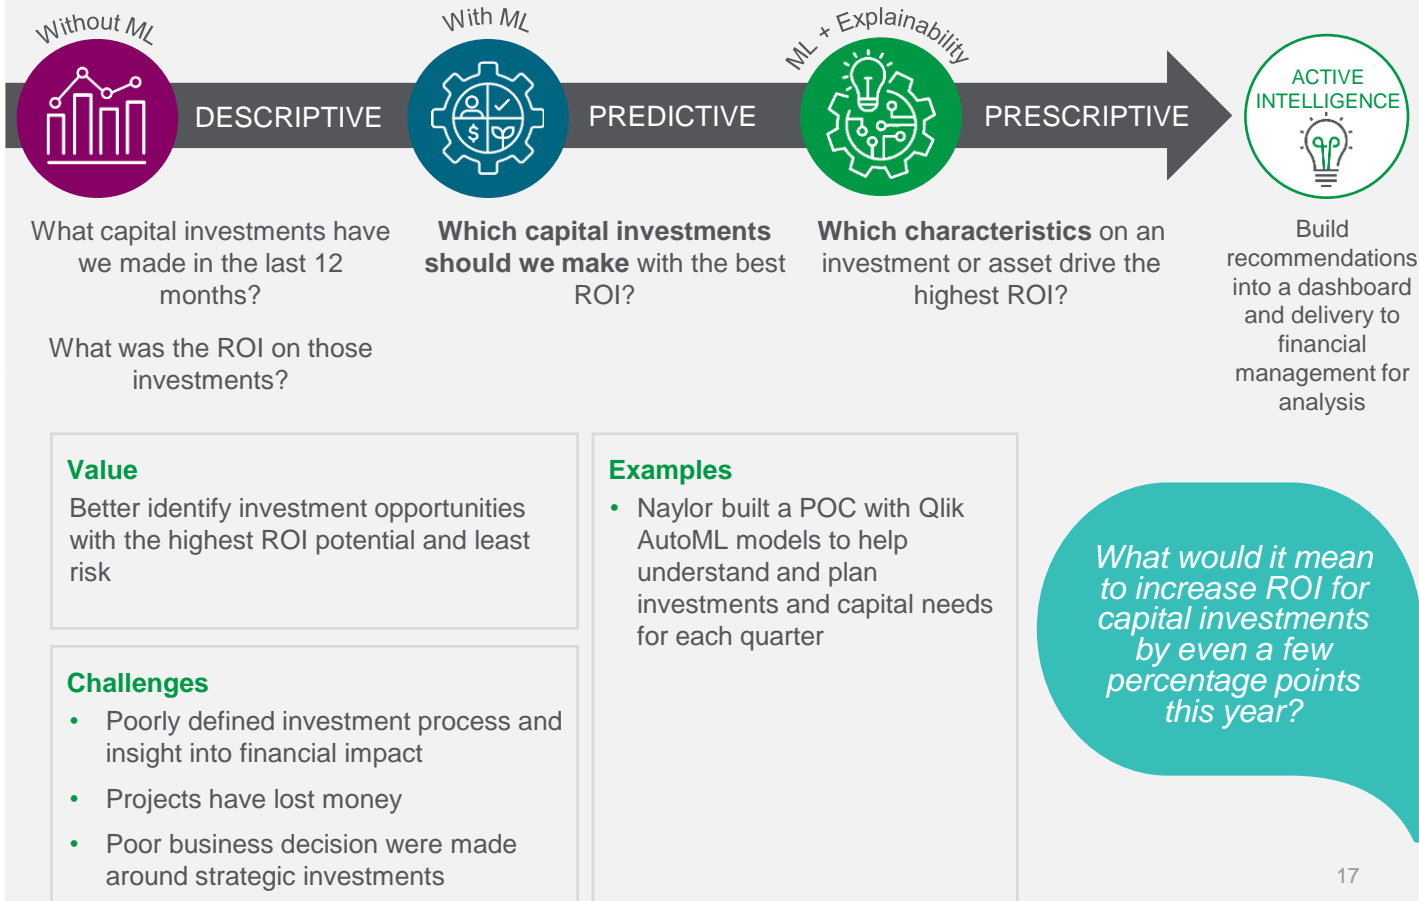 Without ML
DESCRIPTIVE
With ML
PREDICTIVE
ML + Explainability
PRESCRIPTIVE
ACTIVE
INTELLIGENCE
What capital investments have
we made in the last 12
months?
What was the ROI on those
investments?
Which capital investments
should we make with the best
ROI?
Which characteristics on an
investment or asset drive the
highest ROI?
Build
recommendations
into a dashboard
and delivery to
financial
management for
analysis
Value
Better identify investment opportunities
with the highest ROI potential and least
risk
Challenges
• Poorly defined investment process and
insight into financial impact
• Projects have lost money
• Poor business decision were made
around strategic investments
Examples
• Naylor built a POC with Qlik
AutoML models to help
understand and plan
investments and capital needs
for each quarter
What would it mean
to increase ROI for
capital investments
by even a few
percentage points
this year?
17